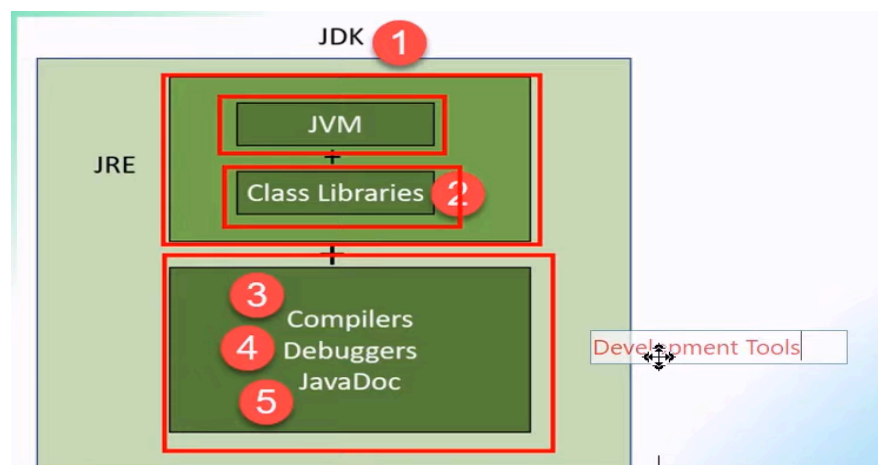 JDK 1
JVM
+
JRE
Class Libraries 2
+
3
Compilers
4 Debuggers
Development Tools
JavaDoc
5